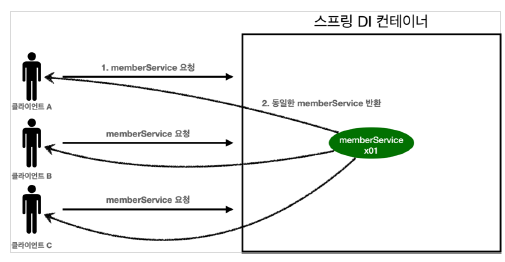 스프링 DI 컨테이너
1. memberService 요청
클라이언트 A
2. 동일한 memberService 반환
memberService 요청
memberService
x01
클라이언트 B
memberService 요청
클라이언트 C